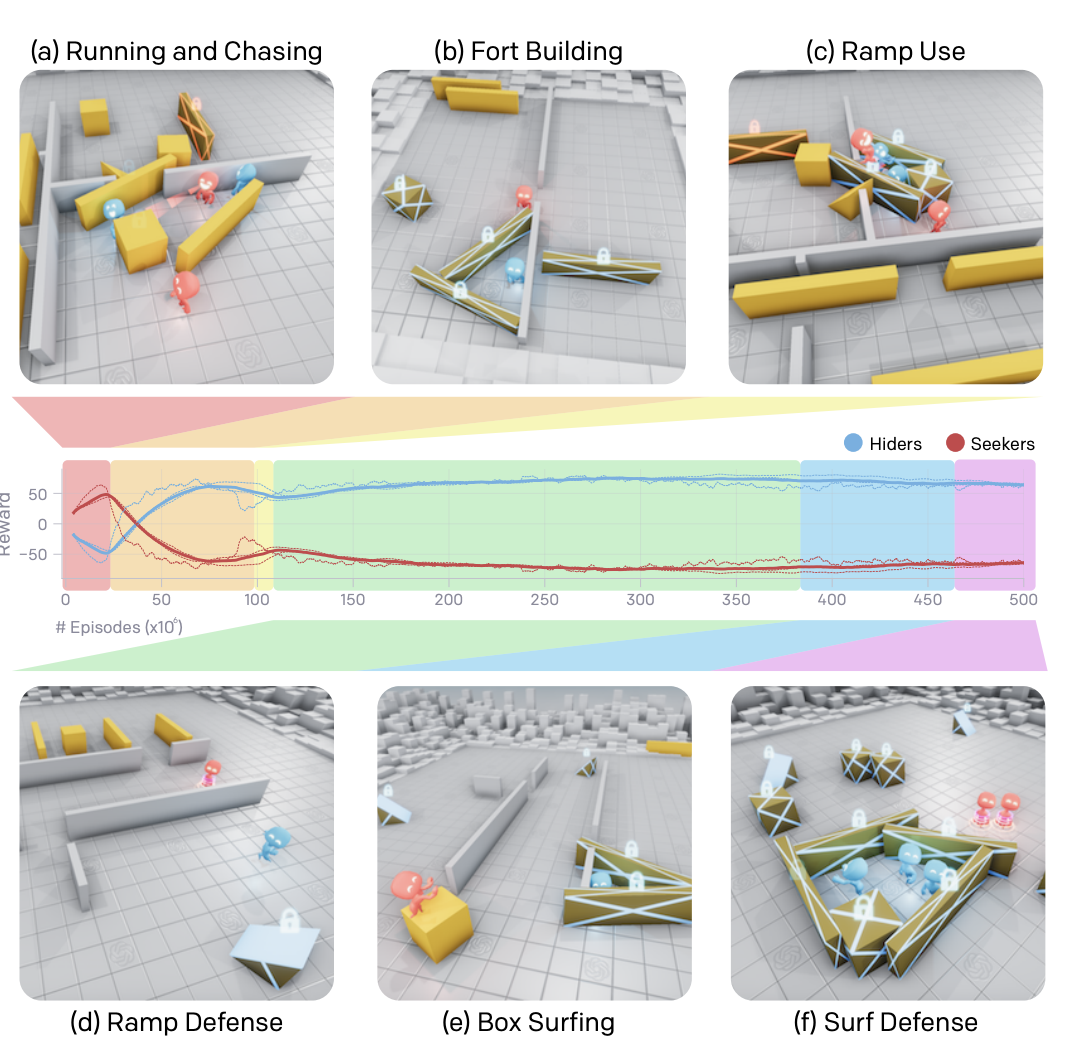 (a) Running and Chasing
(b) Fort Building
(c) Ramp Use
Hiders
Seekers
Reward
50
0
−50
0
50
100
150
200
250
300
350
400
450
500
# Episodes (x10⁶)
(d) Ramp Defense
(e) Box Surfing
(f) Surf Defense